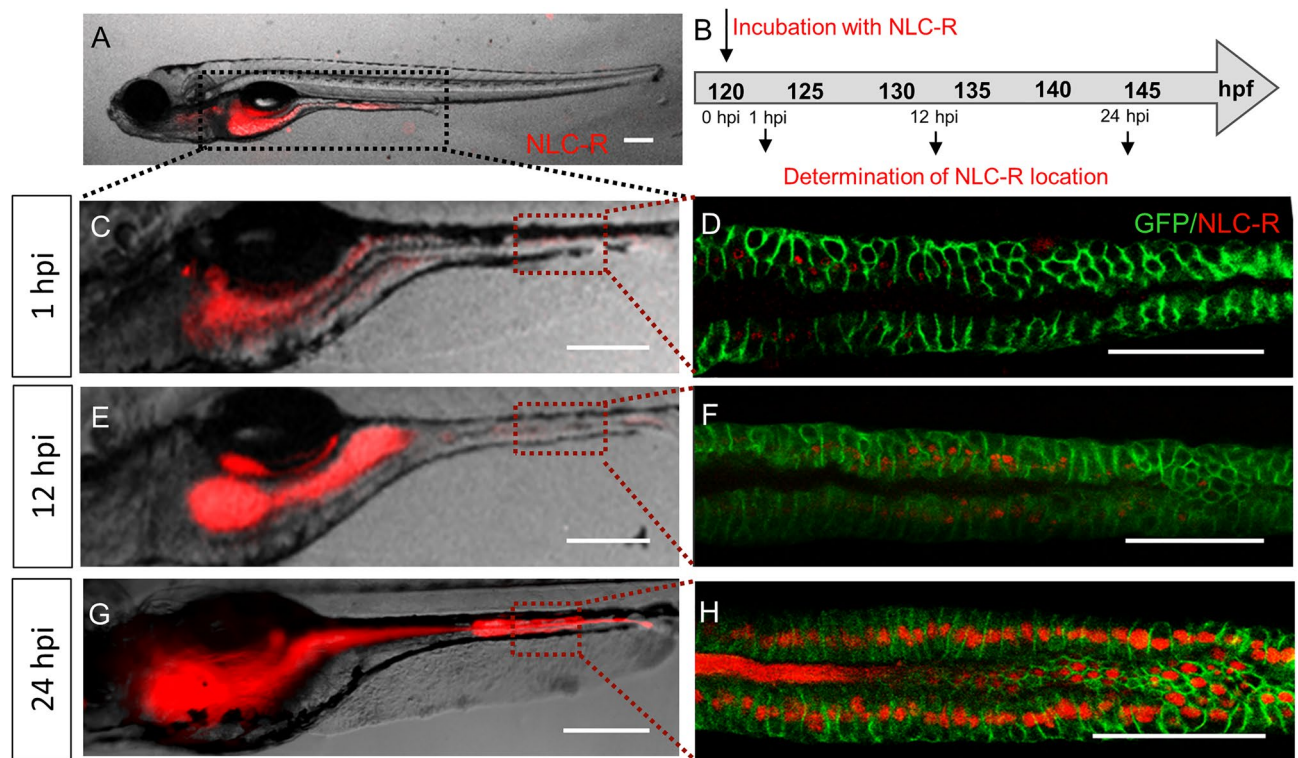 A
NLC-R
B
Incubation with NLC-R
120 125 130 135 140 145 hpf
0 hpi 1 hpi 12 hpi 24 hpi
Determination of NLC-R location
1 hpi
C
D
GFP/NLC-R
12 hpi
E
F
24 hpi
G
H